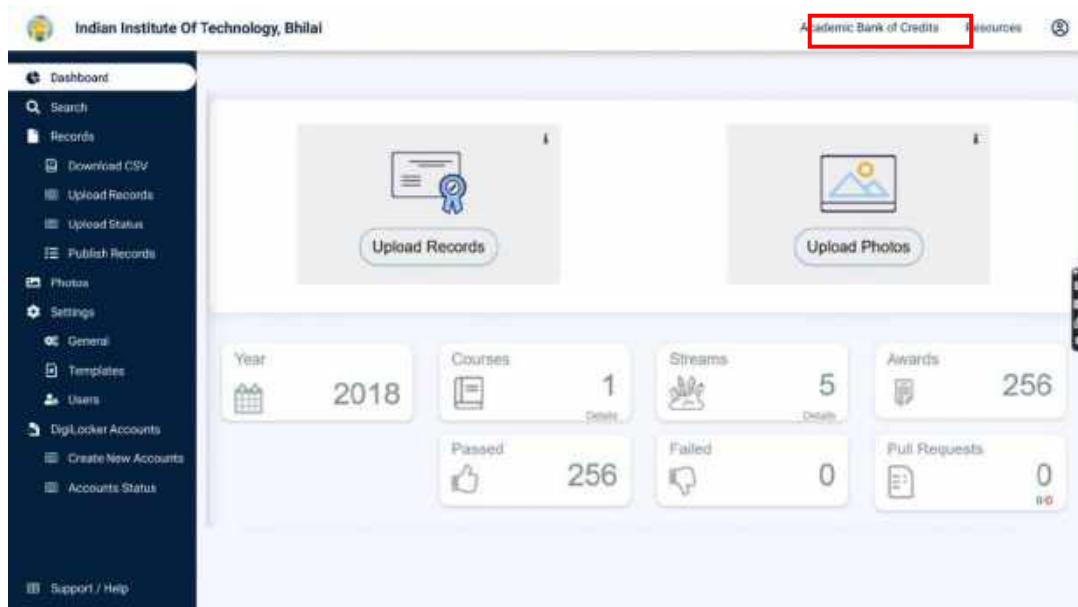 Indian Institute Of Technology, Bhilai
Academic Bank of Credits
Resources
Dashboard
Search
Records
Download CSV
Upload Records
Upload Status
Publish Records
Photos
Settings
General
Templates
Users
DigiLocker Accounts
Create New Accounts
Accounts Status
Support / Help
Upload Records
Upload Photos
Year
2018
Courses
1
Details
Streams
5
Details
Awards
256
Passed
256
Failed
0
Pull Requests
0